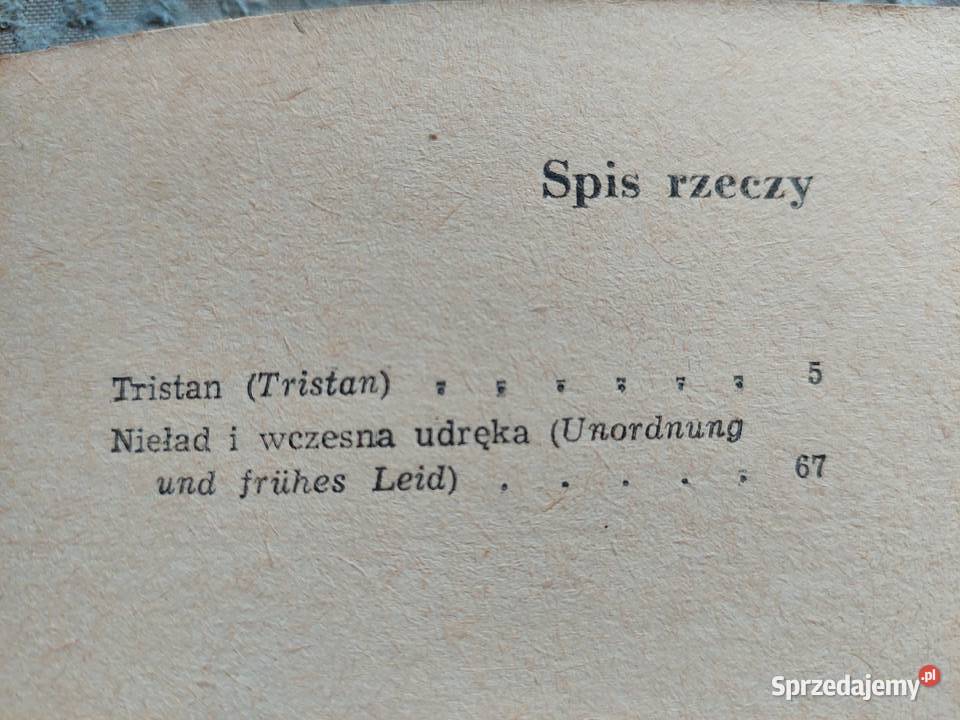 Spis rzeczy
Tristan (Tristan) . . . . . . 5
Nieład i wczesna udręka (Unordnung
und frühes Leid) . . . . . 67
Sprzedajemy.pl